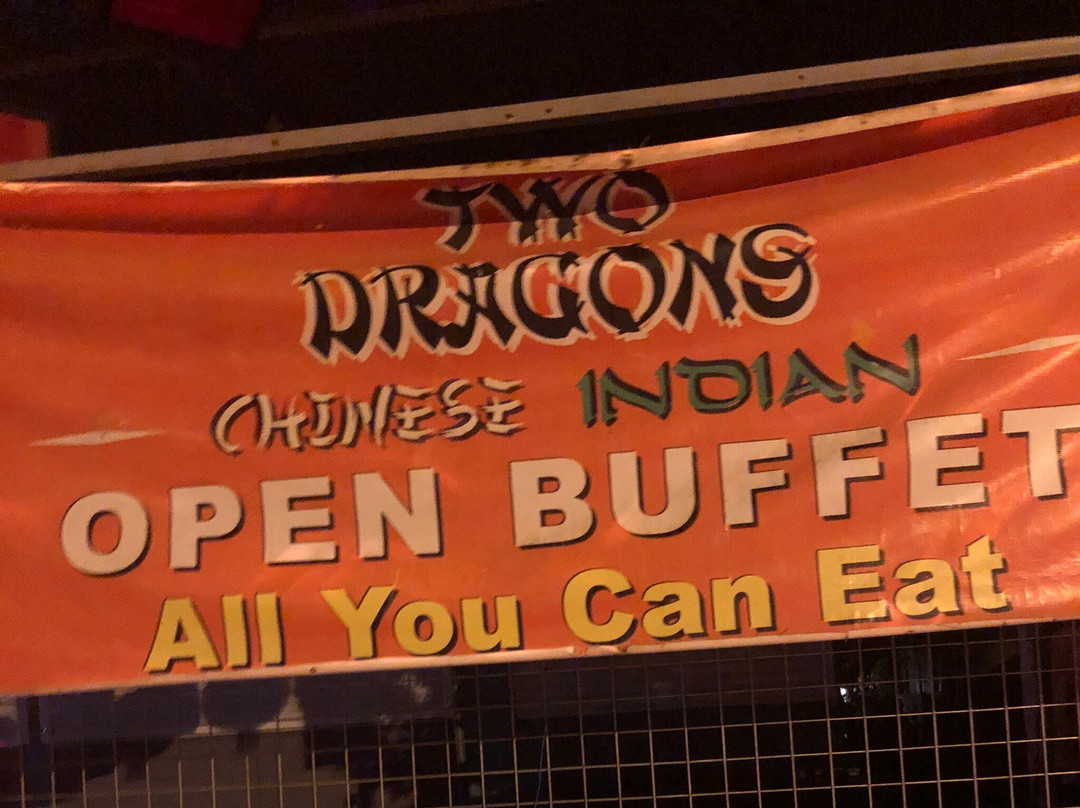 TWO
DRAGONS
CHINESE INDIAN
OPEN BUFFET
All You Can Eat